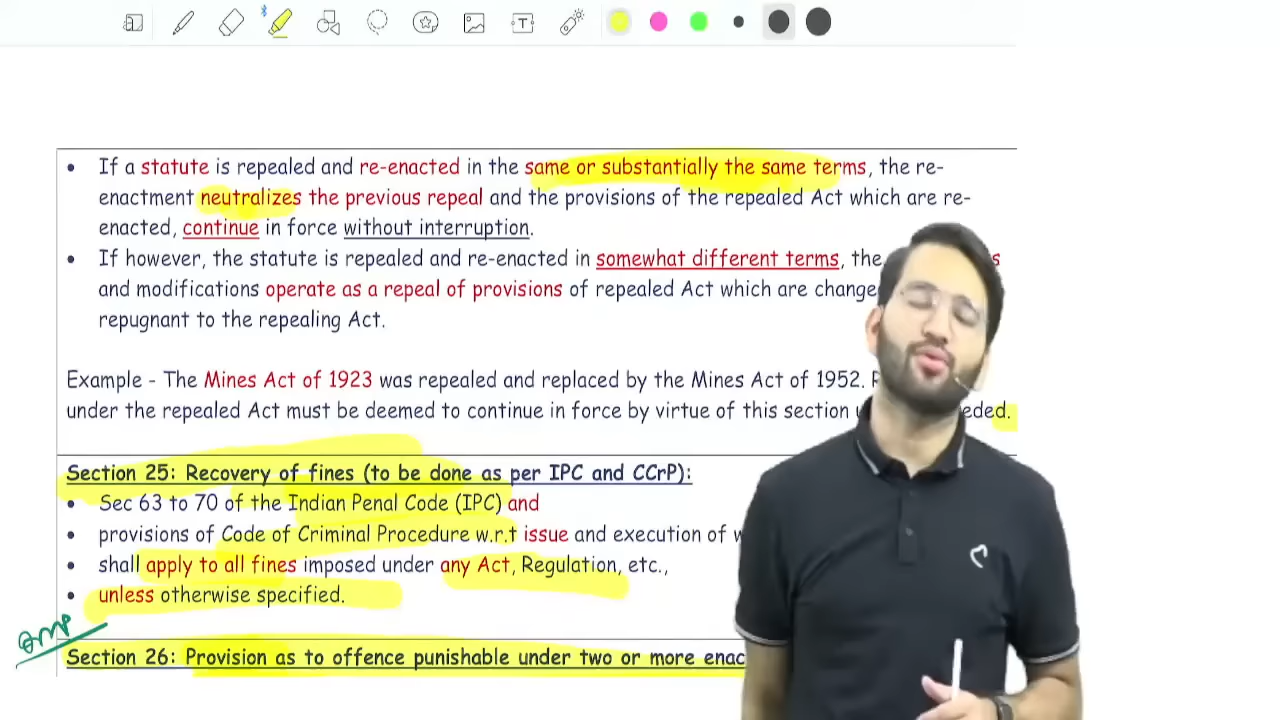 • If a statute is repealed and re-enacted in the same or substantially the same terms, the re-
enactment neutralizes the previous repeal and the provisions of the repealed Act which are re-
enacted, continue in force without interruption.
• If however, the statute is repealed and re-enacted in somewhat different terms, the
and modifications operate as a repeal of provisions of repealed Act which are
repugnant to the repealing Act.
Example - The Mines Act of 1923 was repealed and replaced by the Mines Act of 1952.
under the repealed Act must be deemed to continue in force by virtue of this section
Section 25: Recovery of fines (to be done as per IPC and CCrP):
• Sec 63 to 70 of the Indian Penal Code (IPC) and
• provisions of Code of Criminal Procedure w.r.t issue and execution of
• shall apply to all fines imposed under any Act, Regulation, etc.,
• unless otherwise specified.
Section 26: Provision as to offence punishable under two or more